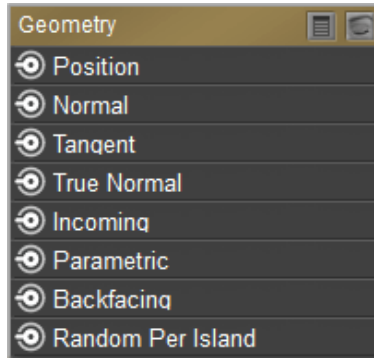 Geometry
Position
Normal
Tangent
True Normal
Incoming
Parametric
Backfacing
Random Per Island